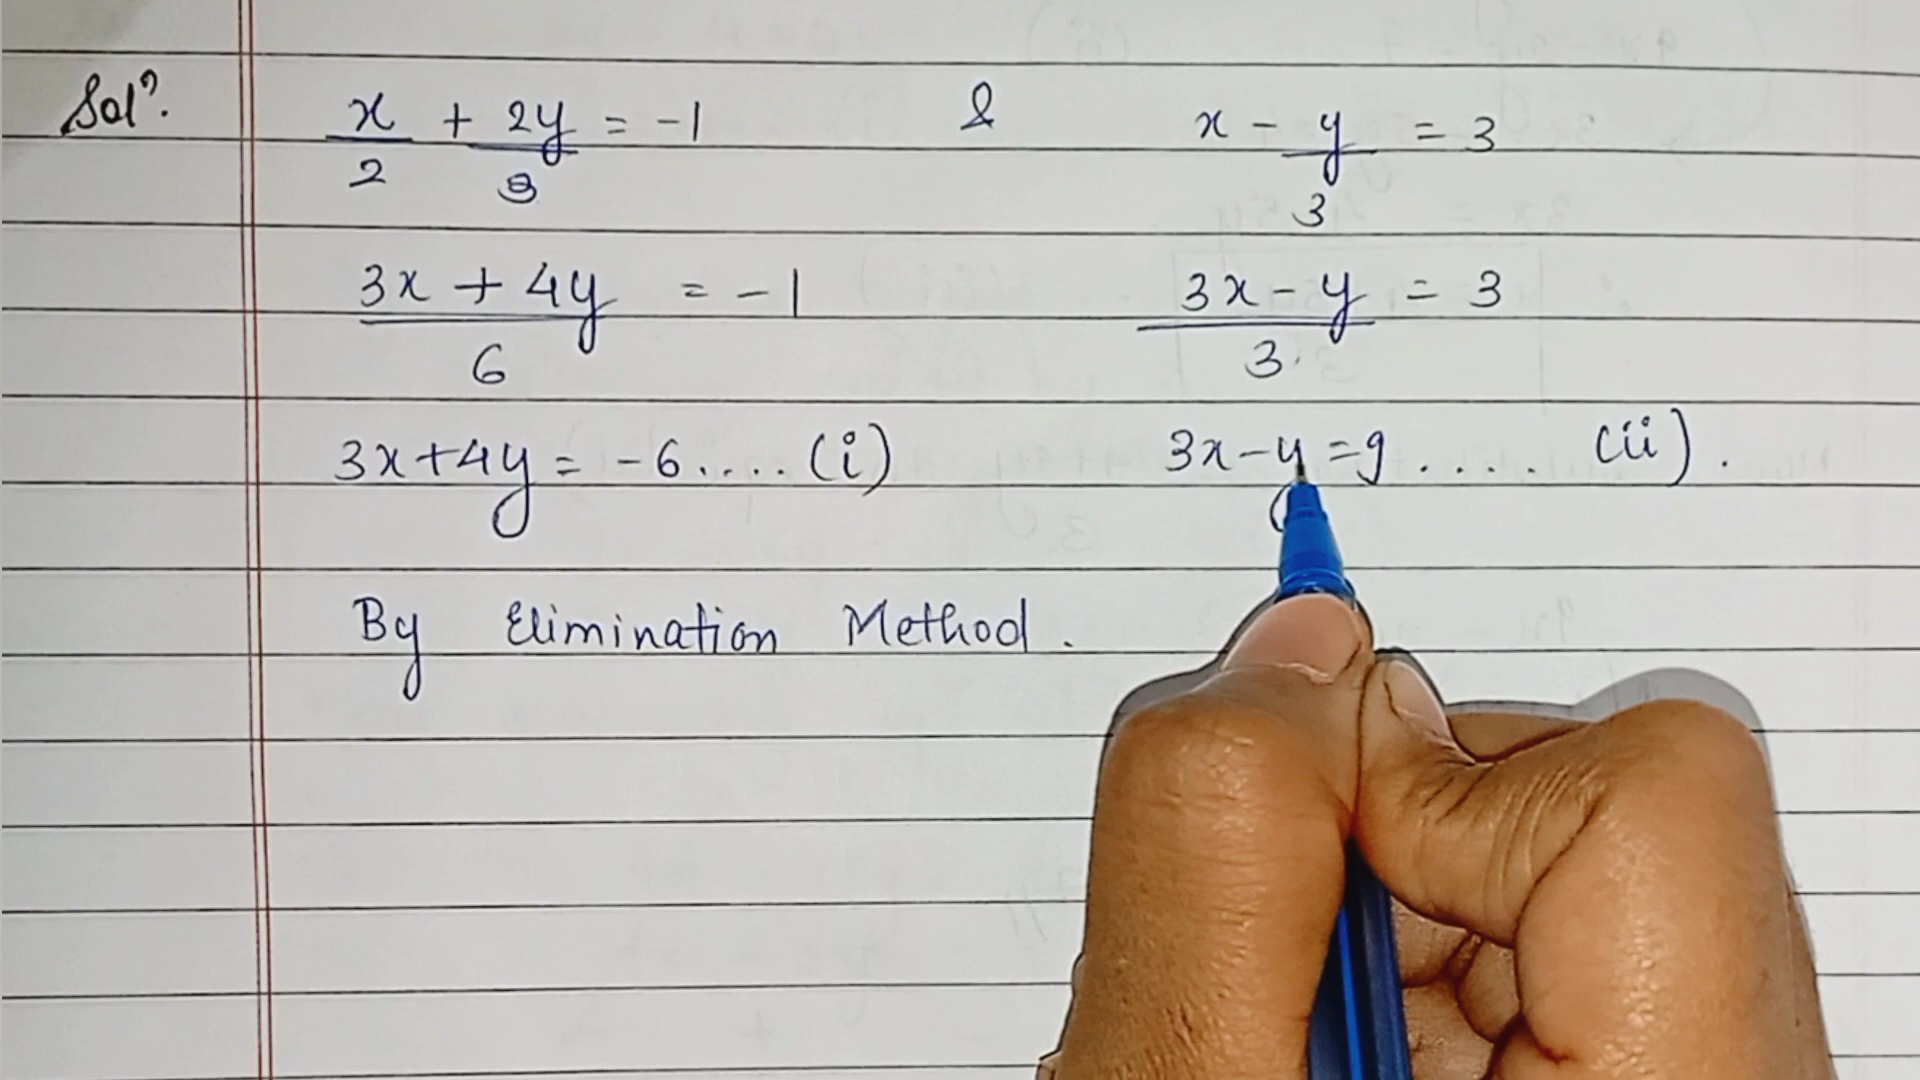 Solⁿ. x/2 + 2y/3 = -1 & x - y/3 = 3
3x + 4y/6 = -1 3x - y/3 = 3
3x+4y = -6 .... (i) 3x-y=9 .... (ii).
By Elimination Method.